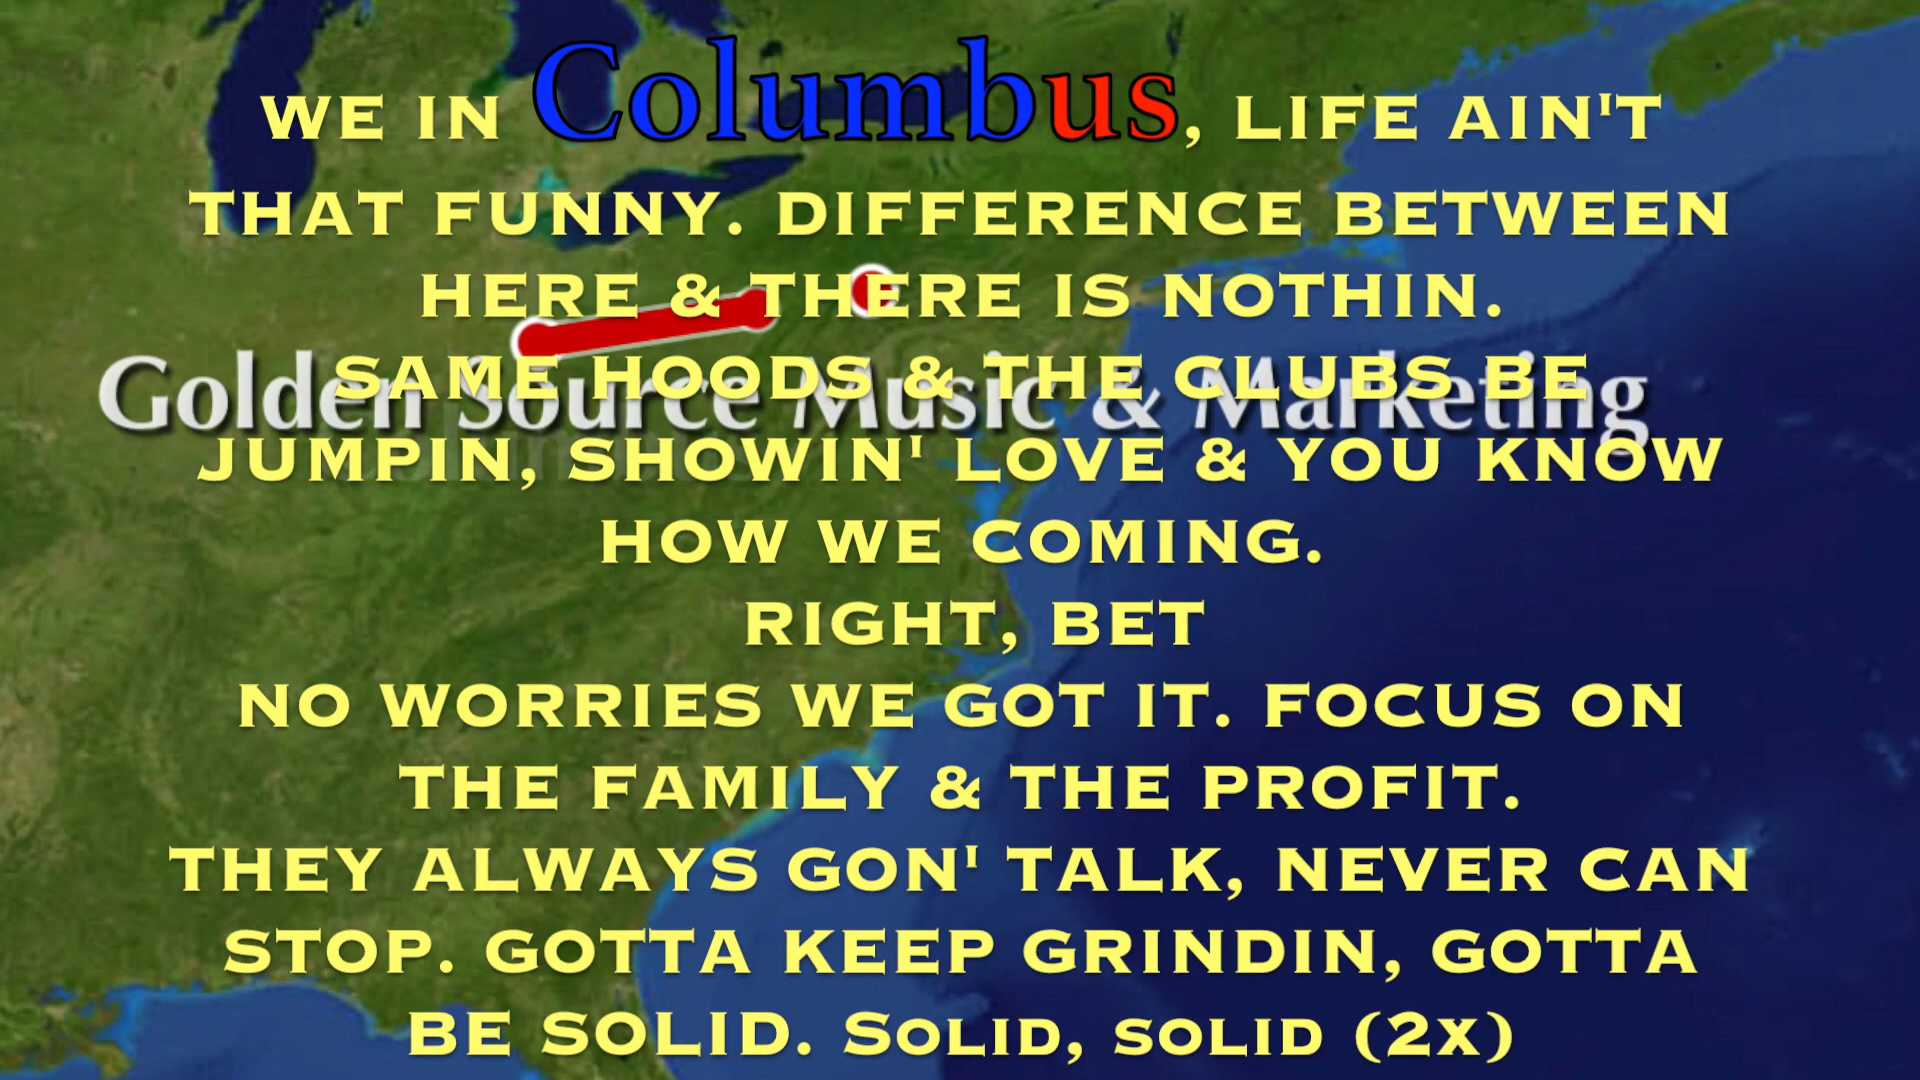 WE IN Columbus, LIFE AIN'T
THAT FUNNY. DIFFERENCE BETWEEN
HERE & THERE IS NOTHIN.
SAME HOODS & THE CLUBS BE
Golden Source Music & Marketing
JUMPIN, SHOWIN' LOVE & YOU KNOW
HOW WE COMING.
RIGHT, BET
NO WORRIES WE GOT IT. FOCUS ON
THE FAMILY & THE PROFIT.
THEY ALWAYS GON' TALK, NEVER CAN
STOP. GOTTA KEEP GRINDIN, GOTTA
BE SOLID. SOLID, SOLID (2X)